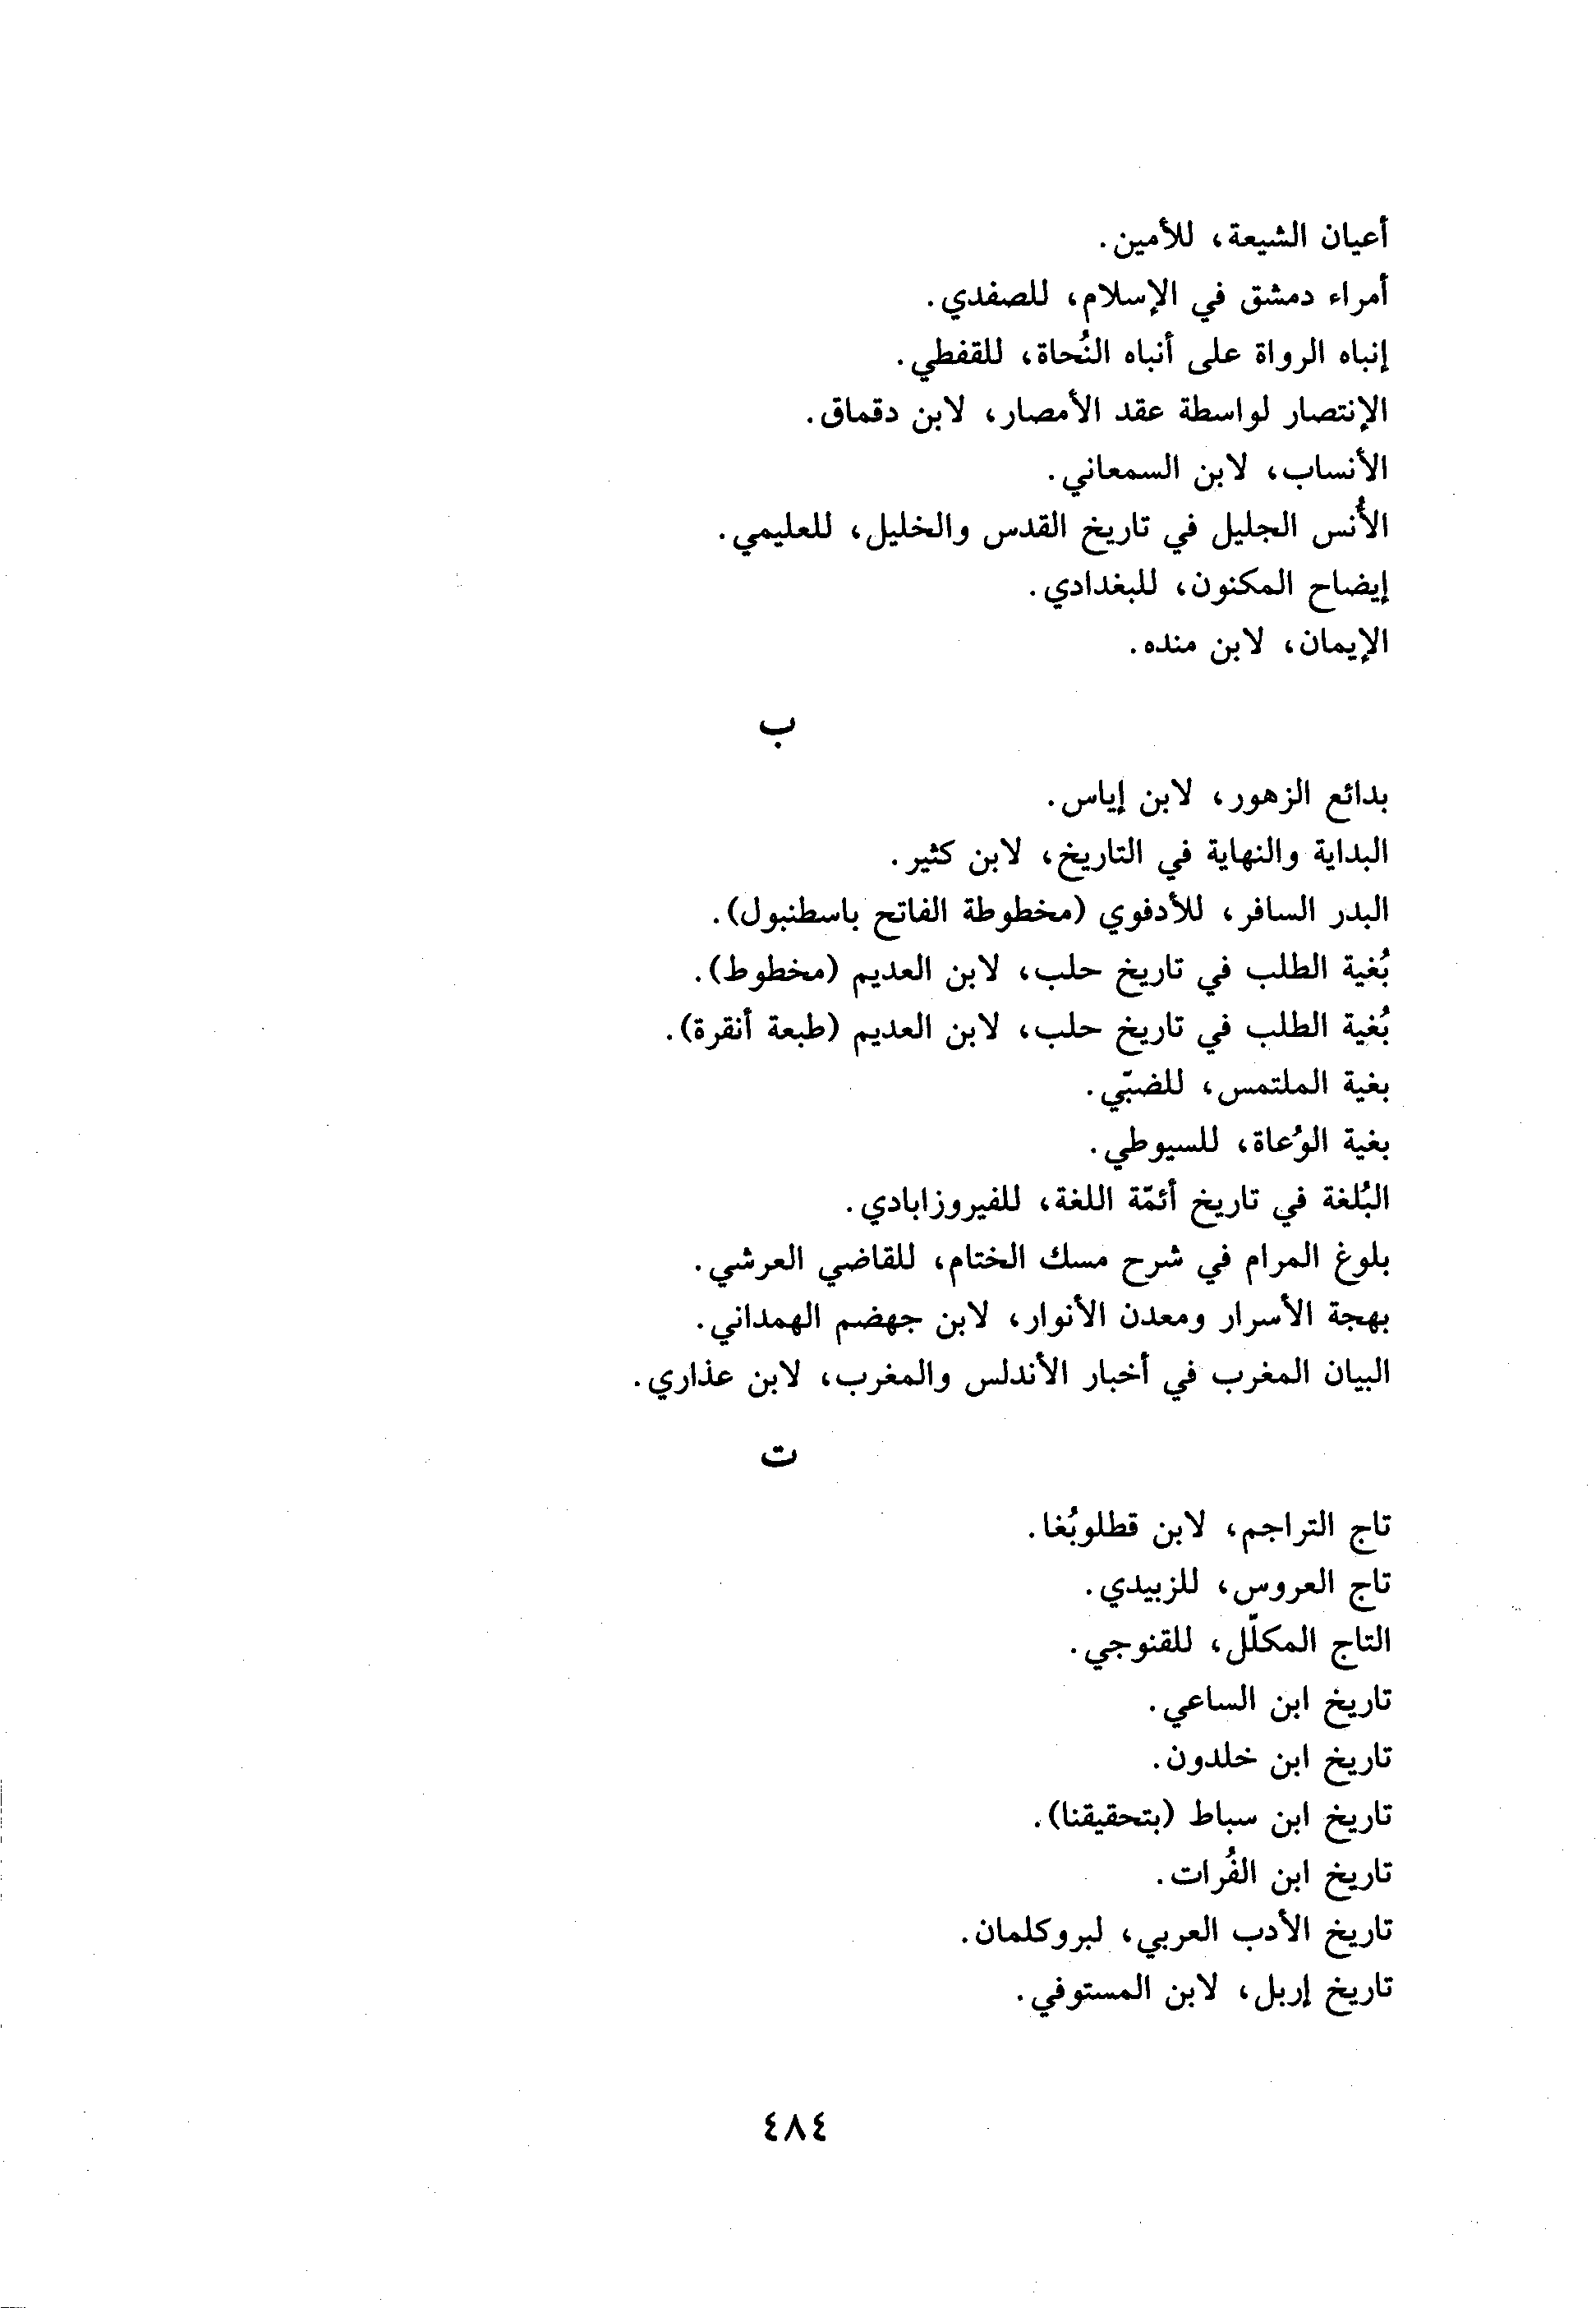 أعيان الشيعة، للأمين.
أمراء دمشق في الإسلام، للصفدي.
إنباه الرواة على أنباه النُحاة، للقفطي.
الإنتصار لواسطة عقد الأمصار، لابن دقماق.
الأنساب، لابن السمعاني.
الأُنس الجليل في تاريخ القدس والخليل، للعليمي.
إيضاح المكنون، للبغدادي.
الإيمان، لابن منده.
ب
بدائع الزهور، لابن إياس.
البداية والنهاية في التاريخ، لابن كثير.
البدر السافر، للأدفوي (مخطوطة الفاتح باسطنبول).
بُغية الطلب في تاريخ حلب، لابن العديم (مخطوط).
بُغية الطلب في تاريخ حلب، لابن العديم (طبعة أنقرة).
بغية الملتمس، للضبّي.
بغية الوُعاة، للسيوطي.
البُلغة في تاريخ أئمّة اللغة، للفيروزابادي.
بلوغ المرام في شرح مسك الختام، للقاضي العرشي.
بهجة الأسرار ومعدن الأنوار، لابن جهضم الهمداني.
البيان المغرب في أخبار الأندلس والمغرب، لابن عذاري.
ت
تاج التراجم، لابن قطلوبُغا.
تاج العروس، للزبيدي.
التاج المكلّل، للقنوجي.
تاريخ ابن الساعي.
تاريخ ابن خلدون.
تاريخ ابن سباط (بتحقيقنا).
تاريخ ابن الفُرات.
تاريخ الأدب العربي، لبروكلمان.
تاريخ إربل، لابن المستوفي.
٤٨٤